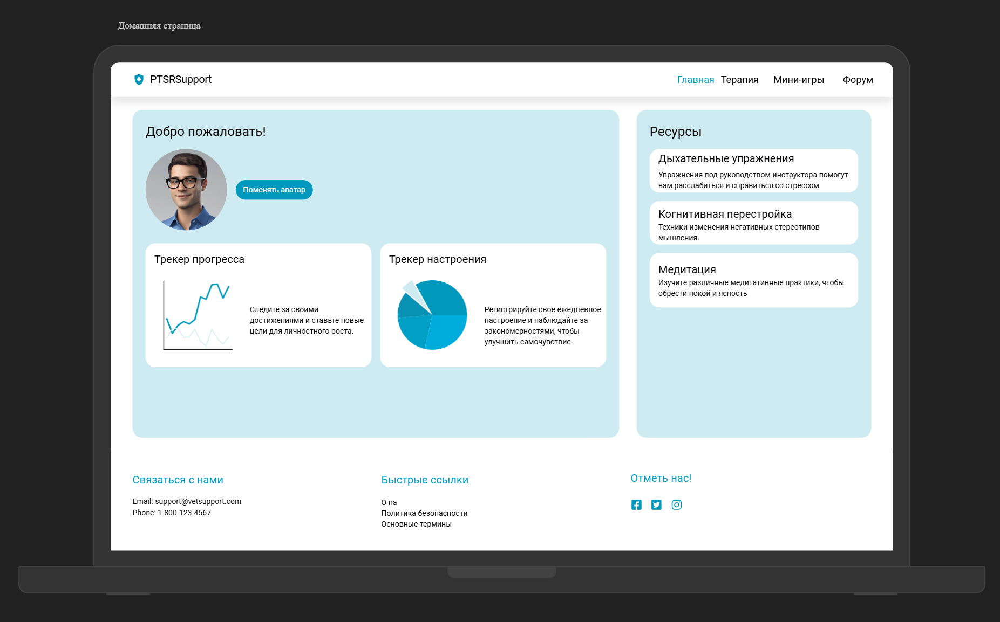 Домашняя страница
PTSRSupport
Главная Терапия Мини-игры Форум
Добро пожаловать!
Поменять аватар
Трекер прогресса
Следите за своими
достижениями и ставьте новые
цели для личностного роста.
Трекер настроения
Регистрируйте свое ежедневное
настроение и наблюдайте за
закономерностями, чтобы
улучшить самочувствие.
Ресурсы
Дыхательные упражнения
Упражнения под руководством инструктора помогут
вам расслабиться и справиться со стрессом
Когнитивная перестройка
Техники изменения негативных стереотипов
мышления.
Медитация
Изучите различные медитативные практики, чтобы
обрести покой и ясность
Связаться с нами
Email: support@vetsupport.com
Phone: 1-800-123-4567
Быстрые ссылки
О на
Политика безопасности
Основные термины
Отметь нас!